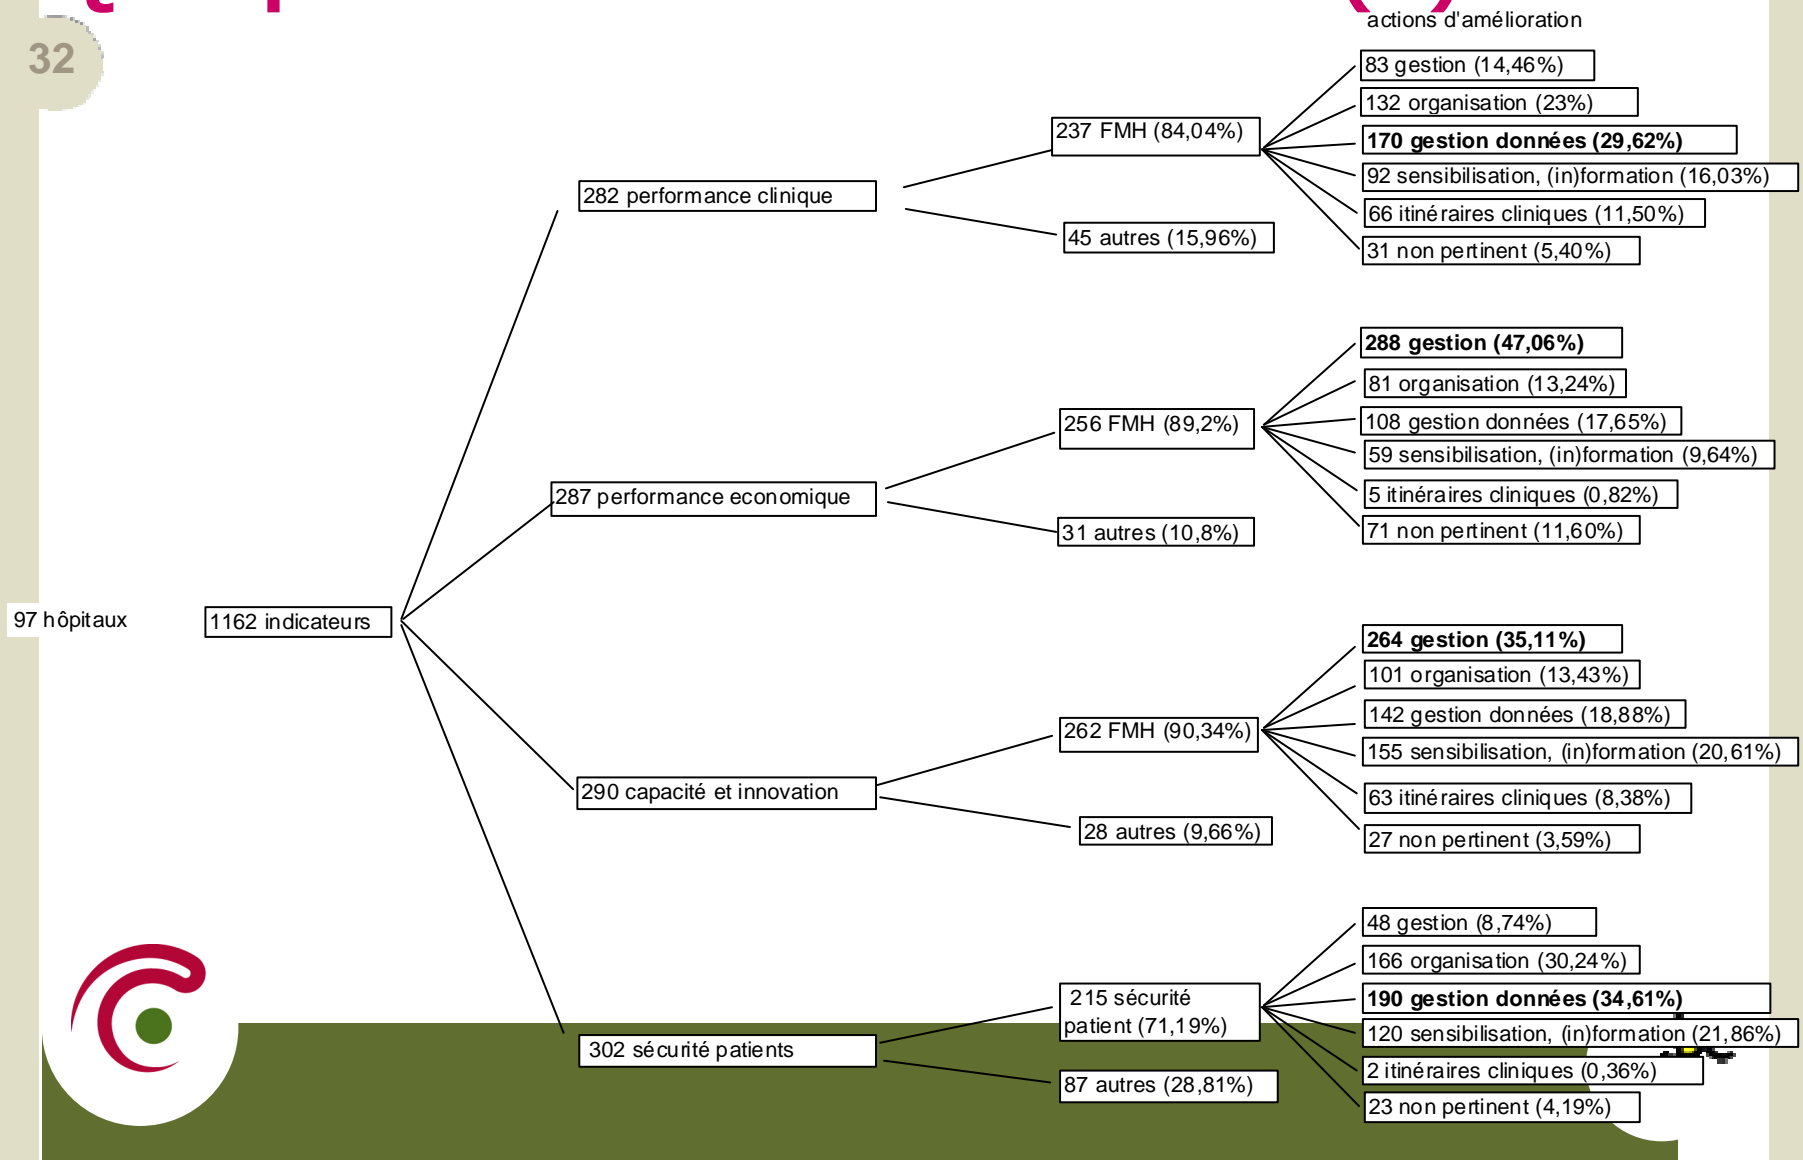 32
actions d'amélioration
83 gestion (14,46%)
132 organisation (23%)
237 FMH (84,04%)
170 gestion données (29,62%)
92 sensibilisation, (in)formation (16,03%)
282 performance clinique
66 itinéraires cliniques (11,50%)
45 autres (15,96%)
31 non pertinent (5,40%)
288 gestion (47,06%)
81 organisation (13,24%)
256 FMH (89,2%)
108 gestion données (17,65%)
59 sensibilisation, (in)formation (9,64%)
287 performance economique
5 itinéraires cliniques (0,82%)
31 autres (10,8%)
71 non pertinent (11,60%)
97 hôpitaux
1162 indicateurs
264 gestion (35,11%)
101 organisation (13,43%)
262 FMH (90,34%)
142 gestion données (18,88%)
155 sensibilisation, (in)formation (20,61%)
290 capacité et innovation
63 itinéraires cliniques (8,38%)
28 autres (9,66%)
27 non pertinent (3,59%)
48 gestion (8,74%)
166 organisation (30,24%)
215 sécurité
patient (71,19%)
190 gestion données (34,61%)
120 sensibilisation, (in)formation (21,86%)
302 sécurité patients
2 itinéraires cliniques (0,36%)
87 autres (28,81%)
23 non pertinent (4,19%)